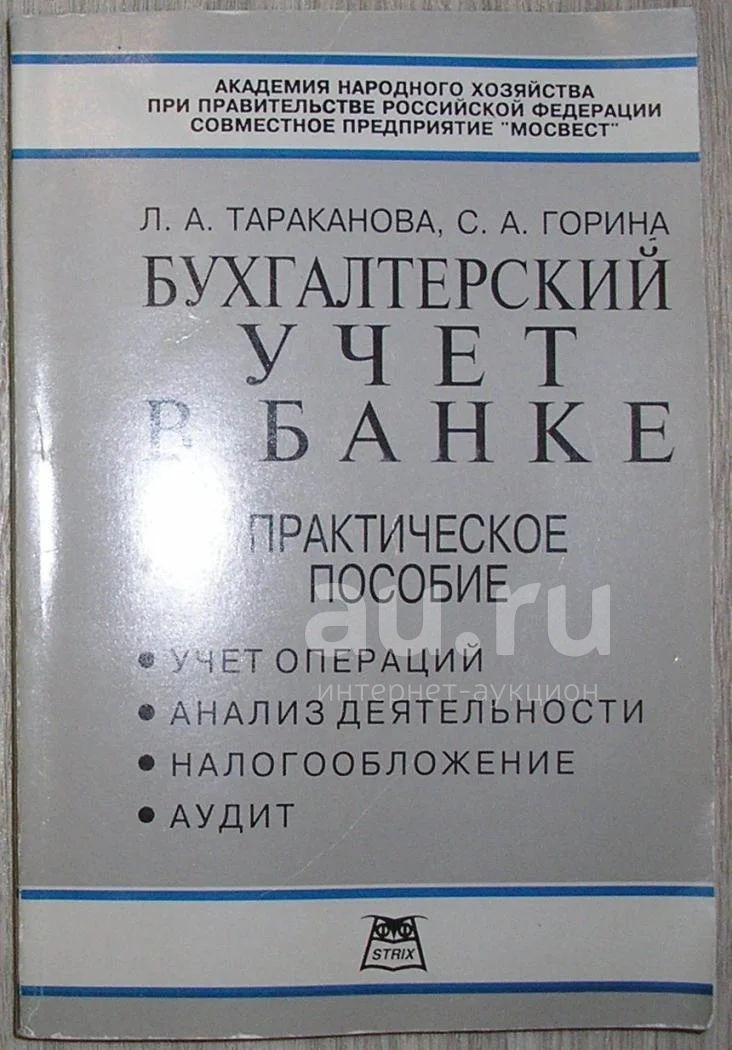 АКАДЕМИЯ НАРОДНОГО ХОЗЯЙСТВА
ПРИ ПРАВИТЕЛЬСТВЕ РОССИЙСКОЙ ФЕДЕРАЦИИ
СОВМЕСТНОЕ ПРЕДПРИЯТИЕ "МОСВЕСТ"
Л. А. ТАРАКАНОВА, С. А. ГОРИНА
БУХГАЛТЕРСКИЙ
УЧЕТ
В БАНКЕ
ПРАКТИЧЕСКОЕ
ПОСОБИЕ
au.ru
интернет-аукцион
• УЧЕТ ОПЕРАЦИЙ
• АНАЛИЗ ДЕЯТЕЛЬНОСТИ
• НАЛОГООБЛОЖЕНИЕ
• АУДИТ
STRIX